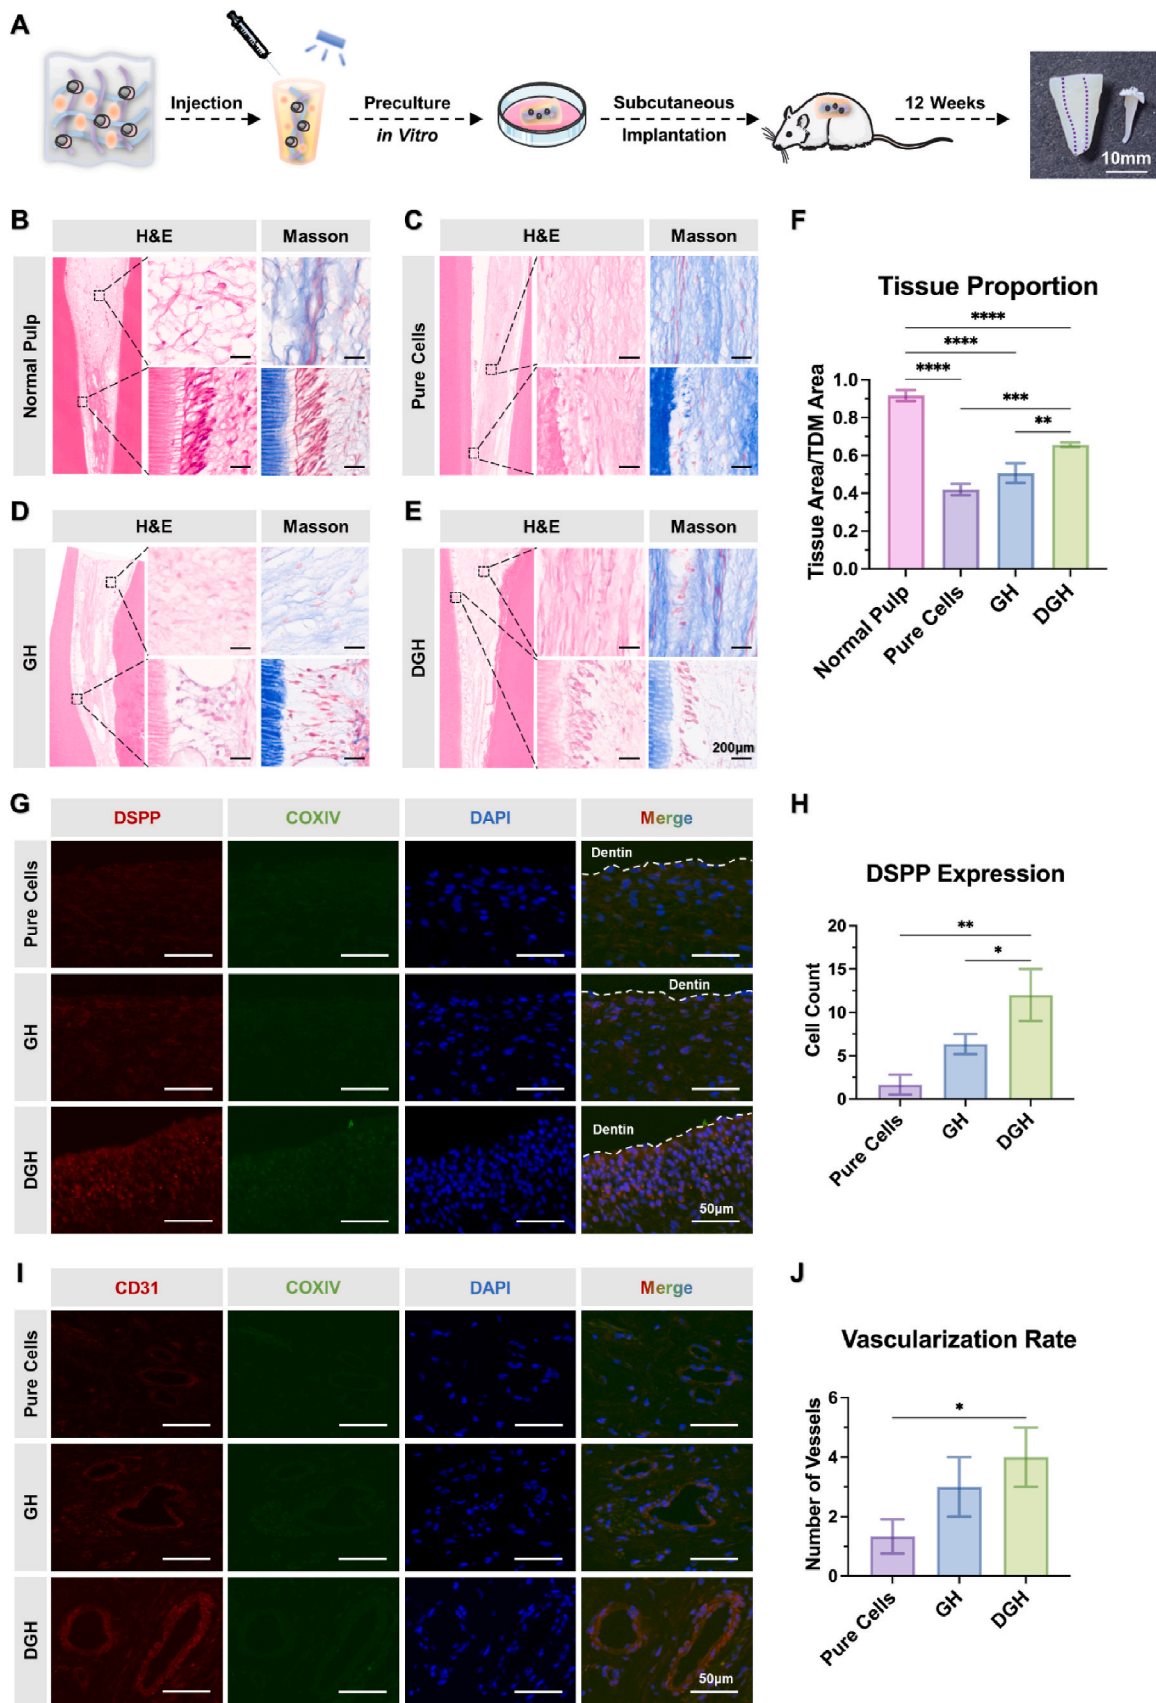 A
Injection
Preculture
in Vitro
Subcutaneous
Implantation
12 Weeks
10mm
B
H&E
Masson
Normal Pulp
C
H&E
Masson
Pure Cells
D
H&E
Masson
GH
E
H&E
Masson
DGH
200μm
F
Tissue Proportion
****
****
****
***
**
Tissue Area/TDM Area
1.0
0.8
0.6
0.4
0.2
0.0
Normal Pulp
Pure Cells
GH
DGH
G
DSPP
COXIV
DAPI
Merge
Pure Cells
Dentin
GH
Dentin
DGH
Dentin
50μm
H
DSPP Expression
**
*
Cell Count
20
15
10
5
0
Pure Cells
GH
DGH
I
CD31
COXIV
DAPI
Merge
Pure Cells
GH
DGH
50μm
J
Vascularization Rate
*
Number of Vessels
6
4
2
0
Pure Cells
GH
DGH